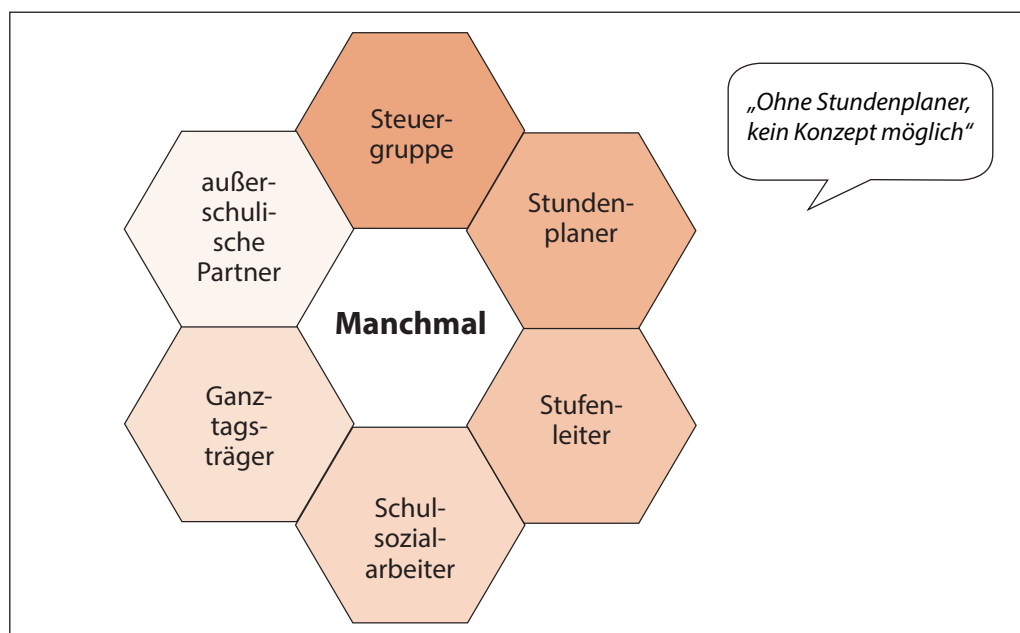 Steuer-
gruppe
„Ohne Stundenplaner,
kein Konzept möglich“
außer-
schuli-
sche
Partner
Stunden-
planer
Manchmal
Ganz-
tags-
träger
Stufen-
leiter
Schul-
sozial-
arbeiter